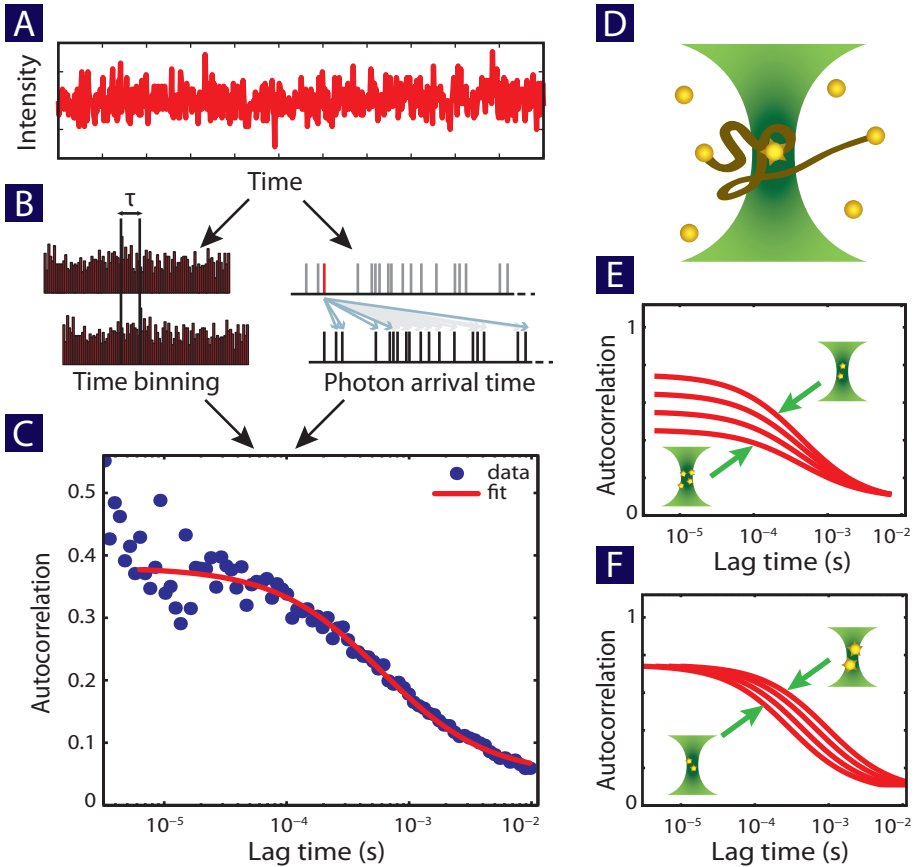 A
Intensity
Time
B
τ
Time binning
Photon arrival time
C
data
fit
0.5
0.4
0.3
0.2
0.1
0
Autocorrelation
10⁻⁵
10⁻⁴
10⁻³
10⁻²
Lag time (s)
D
E
1
0
Autocorrelation
10⁻⁵
10⁻⁴
10⁻³
10⁻²
Lag time (s)
F
1
0
Autocorrelation
10⁻⁵
10⁻⁴
10⁻³
10⁻²
Lag time (s)